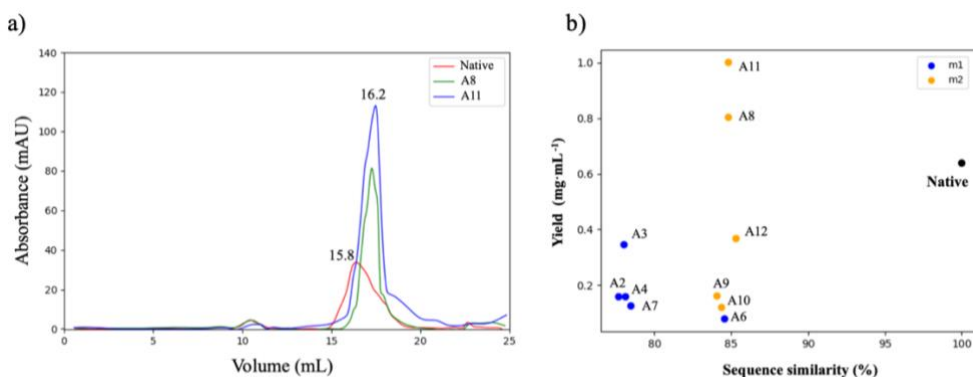 a)
140
120
100
80
60
40
20
0
Absorbance (mAU)
0
5
10
15
20
25
Volume (mL)
Native
A8
A11
16.2
15.8
b)
1.0
0.8
0.6
0.4
0.2
Yield (mg·mL⁻¹)
80
85
90
95
100
Sequence similarity (%)
m1
m2
A11
A8
Native
A12
A3
A2
A4
A7
A9
A10
A6